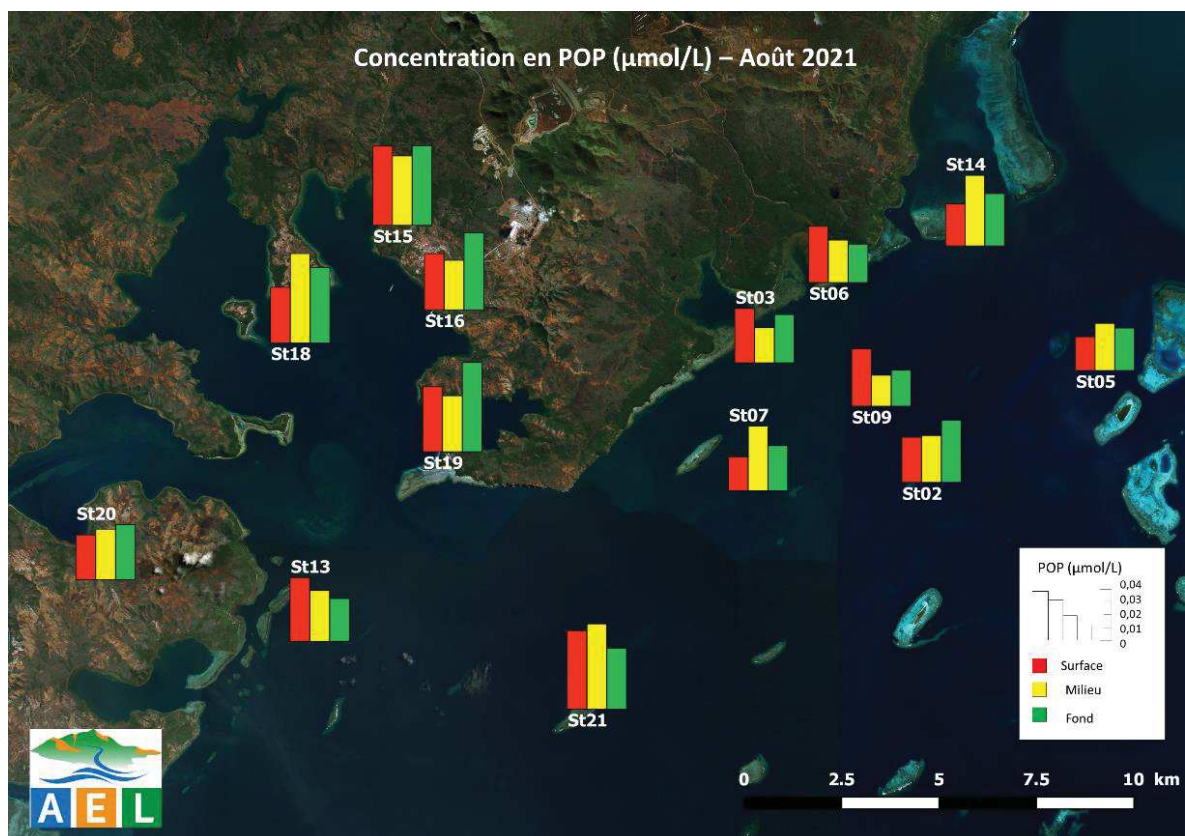 Concentration en POP (µmol/L) – Août 2021
St14
St15
St16
St06
St03
St18
St05
St09
St07
St19
St02
St20
St13
St21
POP (µmol/L)
0,04
0,03
0,02
0,01
0
Surface
Milieu
Fond
0 2.5 5 7.5 10 km
A E L